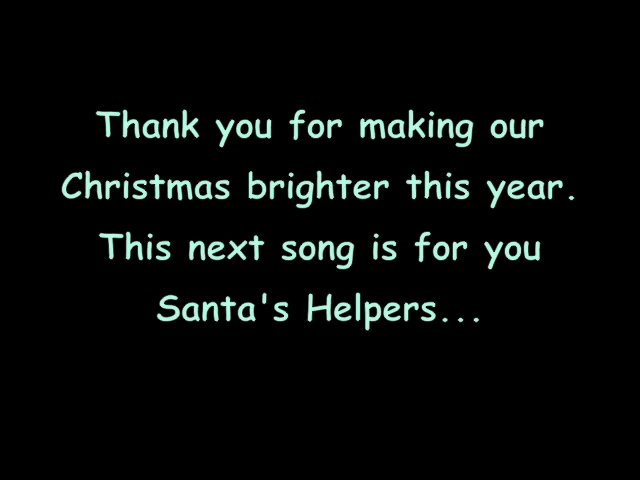 Thank you for making our
Christmas brighter this year.
This next song is for you
Santa's Helpers...